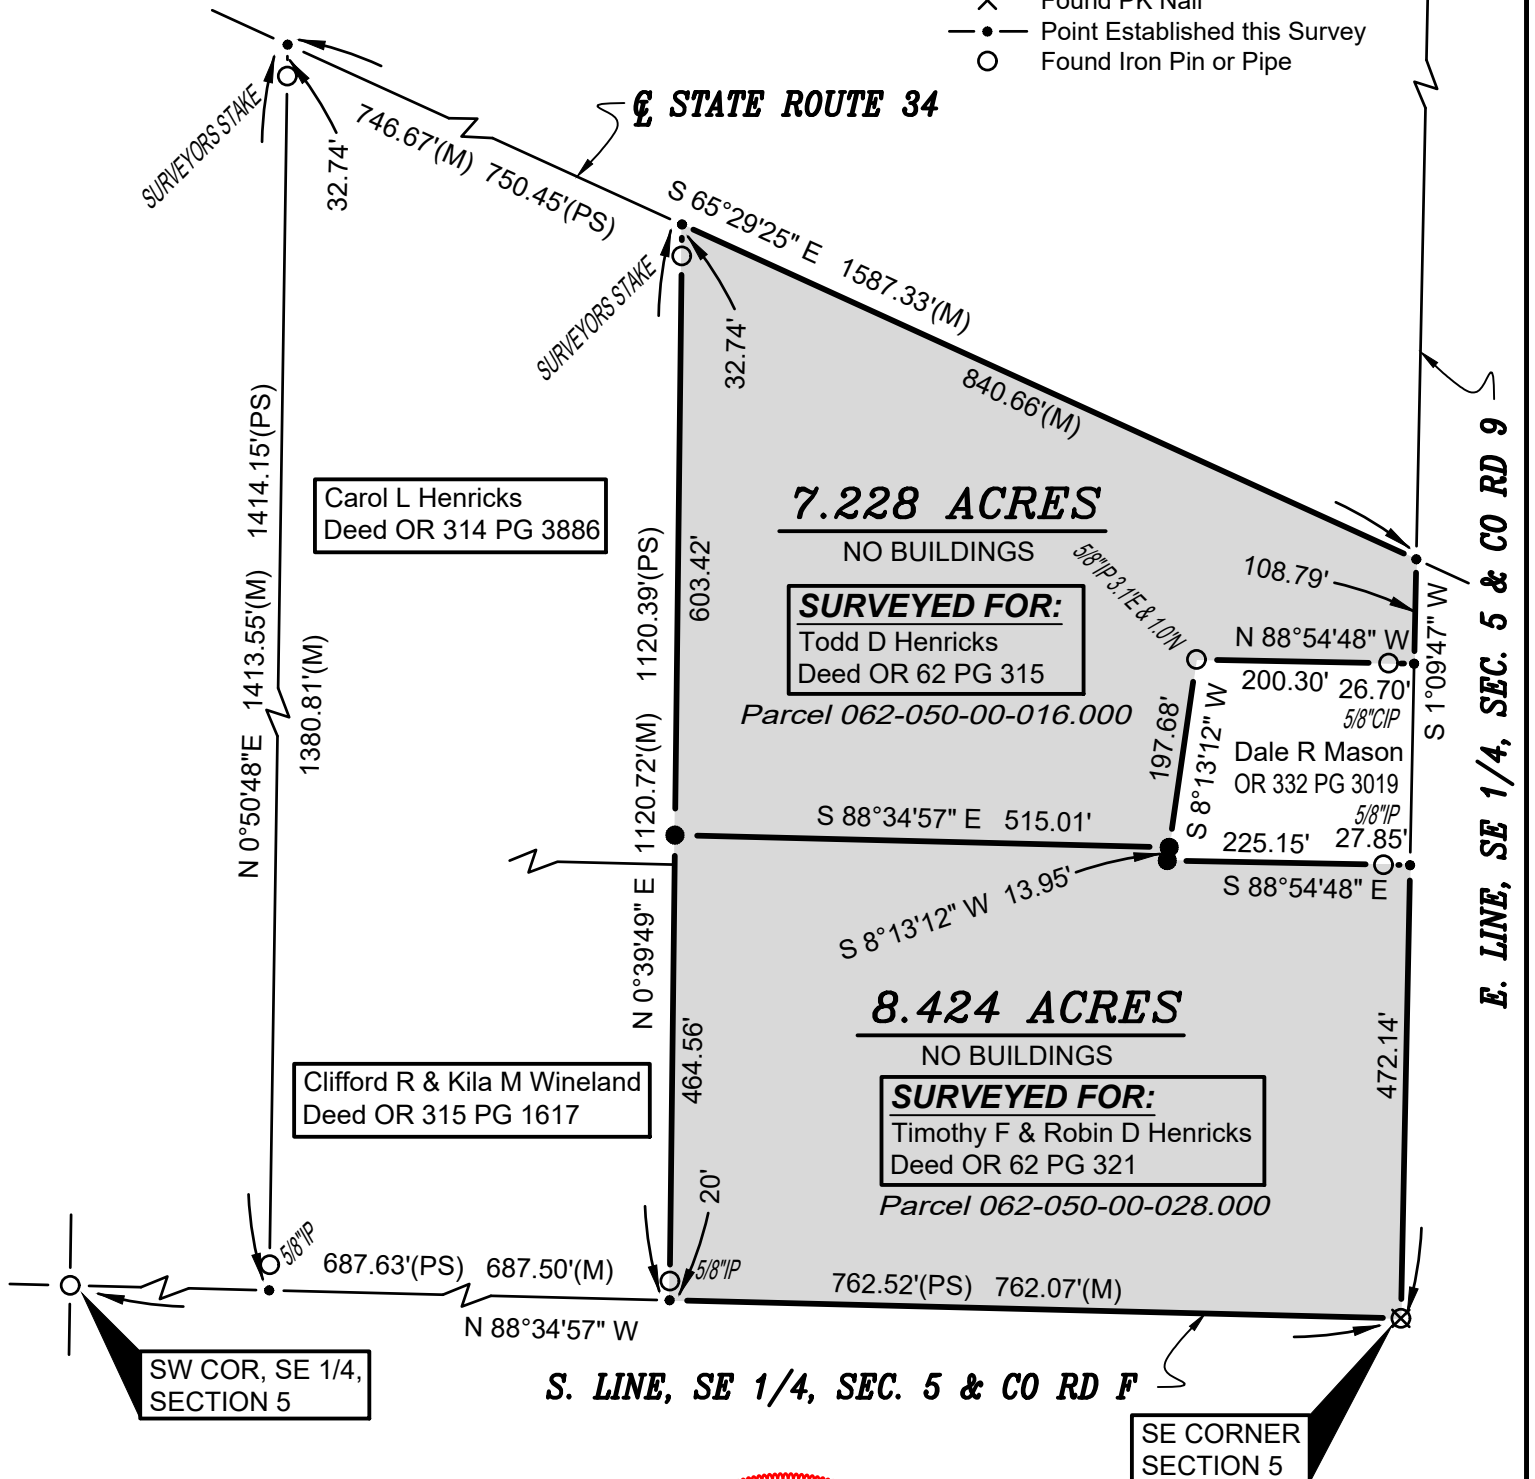 Found PK Nail
Point Established this Survey
Found Iron Pin or Pipe
℄ STATE ROUTE 34
746.67'(M) 750.45'(PS)
SURVEYORS STAKE
32.74'
S 65°29'25" E 1587.33'(M)
SURVEYORS STAKE
32.74'
840.66'(M)
1414.15'(PS)
N 0°50'48"E 1413.55'(M)
1380.81'(M)
Carol L Henricks
Deed OR 314 PG 3886
N 0°39'49" E 1120.72'(M) 1120.39'(PS)
603.42'
7.228 ACRES
NO BUILDINGS
SURVEYED FOR:
Todd D Henricks
Deed OR 62 PG 315
Parcel 062-050-00-016.000
5/8"IP 3.1'E & 1.0'N
108.79'
N 88°54'48" W
200.30' 26.70'
5/8"CIP
S 1°09'47" W
E. LINE, SE 1/4, SEC. 5 & CO RD 9
197.68'
S 8°13'12" W
Dale R Mason
OR 332 PG 3019
5/8"IP
225.15' 27.85'
S 88°54'48" E
S 88°34'57" E 515.01'
S 8°13'12" W 13.95'
8.424 ACRES
NO BUILDINGS
SURVEYED FOR:
Timothy F & Robin D Henricks
Deed OR 62 PG 321
Parcel 062-050-00-028.000
472.14'
464.56'
20'
Clifford R & Kila M Wineland
Deed OR 315 PG 1617
5/8"IP
687.63'(PS) 687.50'(M)
N 88°34'57" W
5/8"IP
762.52'(PS) 762.07'(M)
SW COR, SE 1/4,
SECTION 5
S. LINE, SE 1/4, SEC. 5 & CO RD F
SE CORNER
SECTION 5